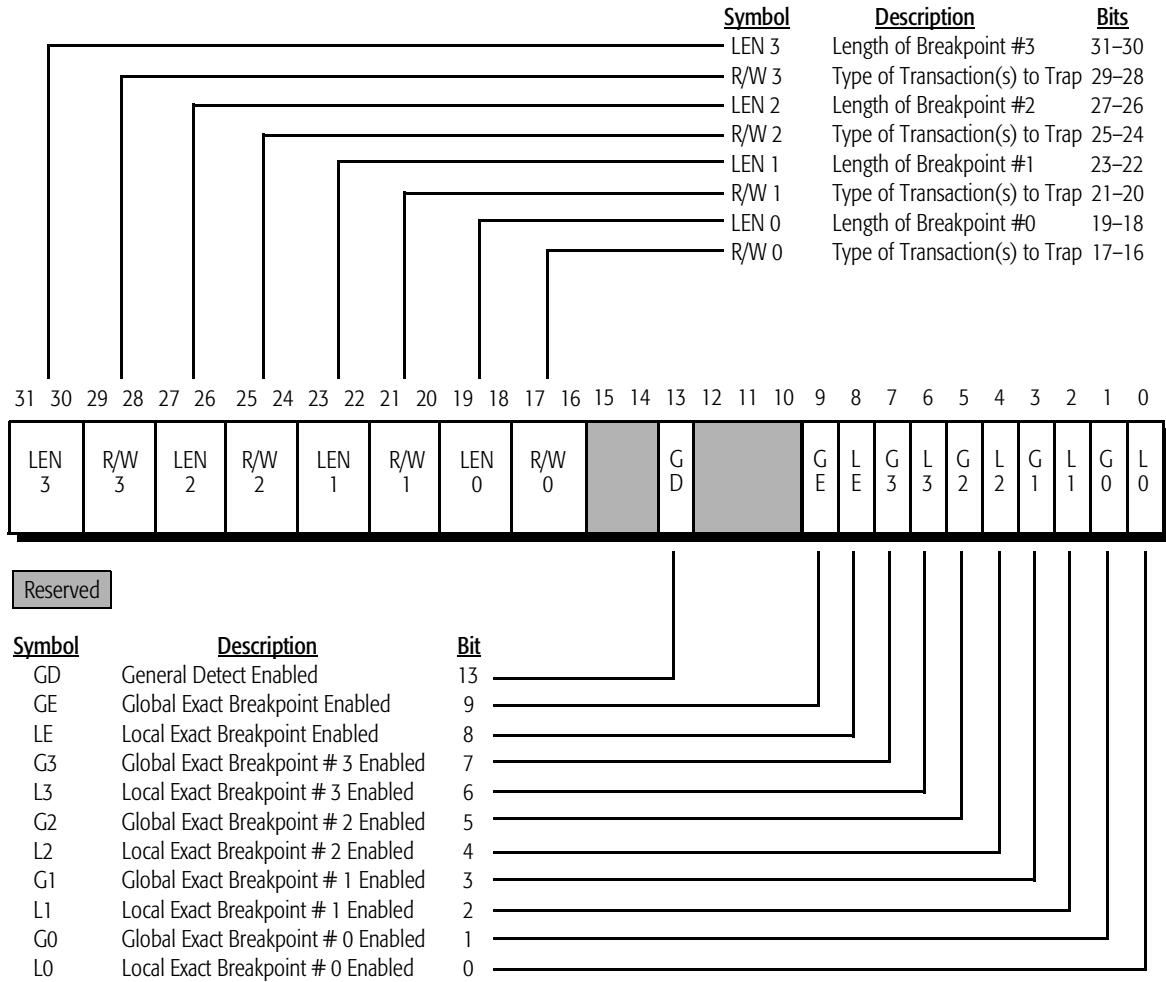 Symbol Description Bits
LEN 3 Length of Breakpoint #3 31–30
R/W 3 Type of Transaction(s) to Trap 29–28
LEN 2 Length of Breakpoint #2 27–26
R/W 2 Type of Transaction(s) to Trap 25–24
LEN 1 Length of Breakpoint #1 23–22
R/W 1 Type of Transaction(s) to Trap 21–20
LEN 0 Length of Breakpoint #0 19–18
R/W 0 Type of Transaction(s) to Trap 17–16
31 30 29 28 27 26 25 24 23 22 21 20 19 18 17 16 15 14 13 12 11 10 9 8 7 6 5 4 3 2 1 0
LEN R/W LEN R/W LEN R/W LEN R/W G G L G L G L G L G L
3 3 2 2 1 1 0 0 D E E 3 3 2 2 1 1 0 0
Reserved
Symbol Description Bit
GD General Detect Enabled 13
GE Global Exact Breakpoint Enabled 9
LE Local Exact Breakpoint Enabled 8
G3 Global Exact Breakpoint # 3 Enabled 7
L3 Local Exact Breakpoint # 3 Enabled 6
G2 Global Exact Breakpoint # 2 Enabled 5
L2 Local Exact Breakpoint # 2 Enabled 4
G1 Global Exact Breakpoint # 1 Enabled 3
L1 Local Exact Breakpoint # 1 Enabled 2
G0 Global Exact Breakpoint # 0 Enabled 1
L0 Local Exact Breakpoint # 0 Enabled 0